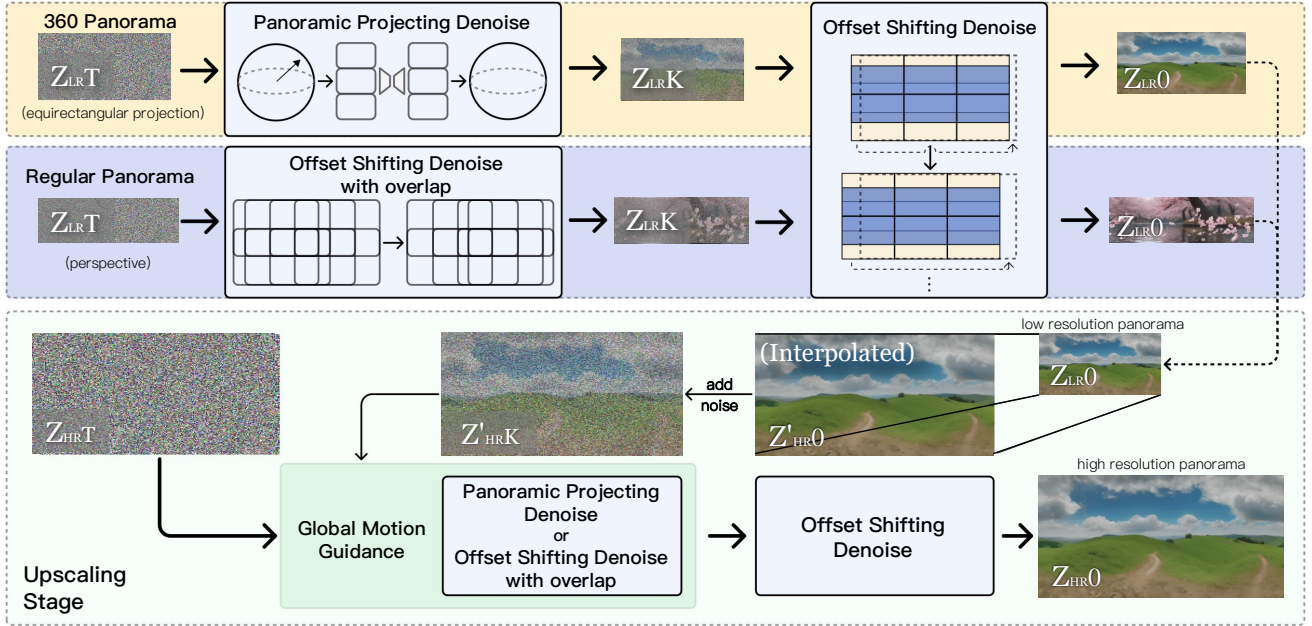 360 Panorama
ZLRT
(equirectangular projection)
Panoramic Projecting Denoise
ZLRK
Offset Shifting Denoise
ZLR0
Regular Panorama
ZLRT
(perspective)
Offset Shifting Denoise
with overlap
ZLRK
ZLR0
⋮
low resolution panorama
ZHRT
Z'HRK
add
noise
(Interpolated)
Z'HR0
ZLR0
high resolution panorama
Global Motion
Guidance
Panoramic Projecting
Denoise
or
Offset Shifting Denoise
with overlap
Offset Shifting
Denoise
ZHR0
Upscaling
Stage